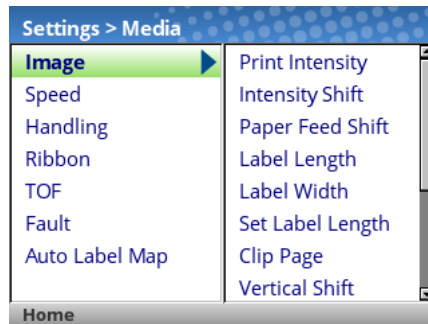 Settings > Media
Image
Speed
Handling
Ribbon
TOF
Fault
Auto Label Map
Print Intensity
Intensity Shift
Paper Feed Shift
Label Length
Label Width
Set Label Length
Clip Page
Vertical Shift
Home